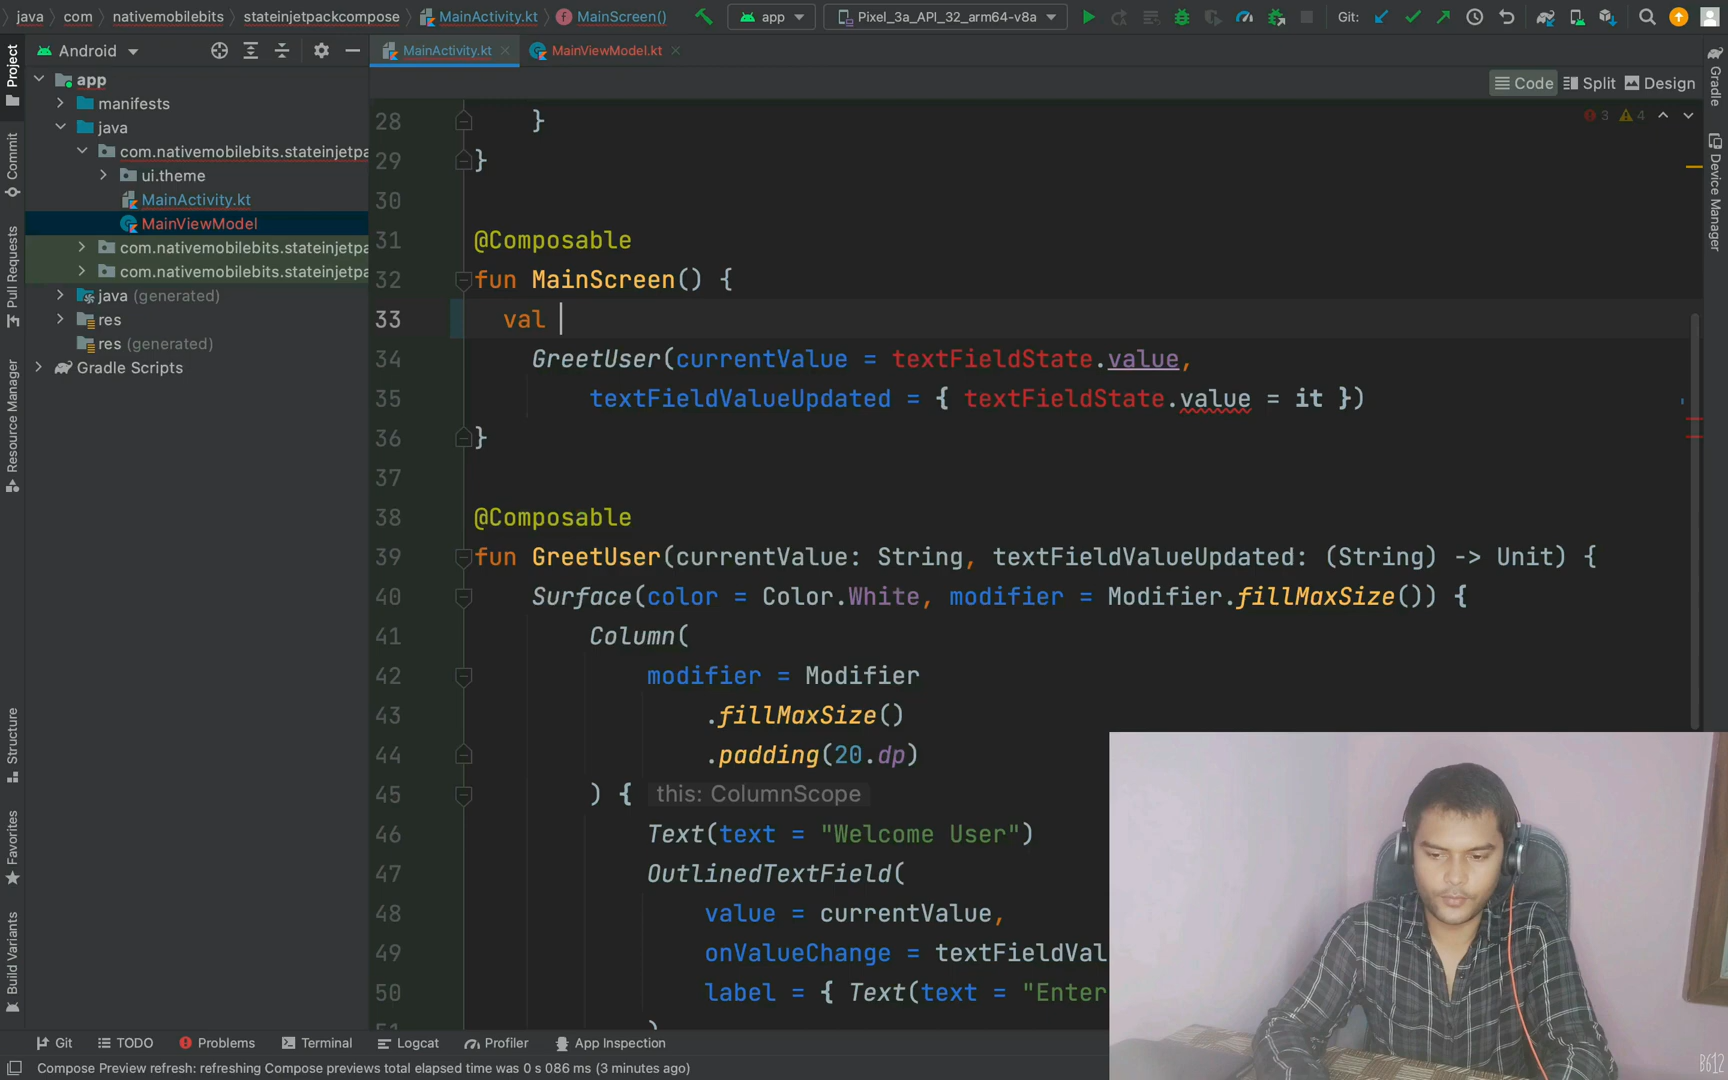 java com nativemobilebits stateinjetpackcompose MainActivity.kt MainScreen() app Pixel_3a_API_32_arm64-v8a Git:
Project
Android
MainActivity.kt MainViewModel.kt
Code Split Design
app
manifests
java
com.nativemobilebits.stateinjetpa
ui.theme
MainActivity.kt
MainViewModel
com.nativemobilebits.stateinjetpa
com.nativemobilebits.stateinjetpa
java (generated)
res
res (generated)
Gradle Scripts
Commit
Pull Requests
Resource Manager
Structure
Favorites
Build Variants
3 4
28 }
29 }
30
31 @Composable
32 fun MainScreen() {
33 val
34 GreetUser(currentValue = textFieldState.value,
35 textFieldValueUpdated = { textFieldState.value = it })
36 }
37
38 @Composable
39 fun GreetUser(currentValue: String, textFieldValueUpdated: (String) -> Unit) {
40 Surface(color = Color.White, modifier = Modifier.fillMaxSize()) {
41 Column(
42 modifier = Modifier
43 .fillMaxSize()
44 .padding(20.dp)
45 ) { this: ColumnScope
46 Text(text = "Welcome User")
47 OutlinedTextField(
48 value = currentValue,
49 onValueChange = textFieldVal
50 label = { Text(text = "Enter
Gradle
Device Manager
Git TODO Problems Terminal Logcat Profiler App Inspection
Compose Preview refresh: refreshing Compose previews total elapsed time was 0 s 086 ms (3 minutes ago)
B612